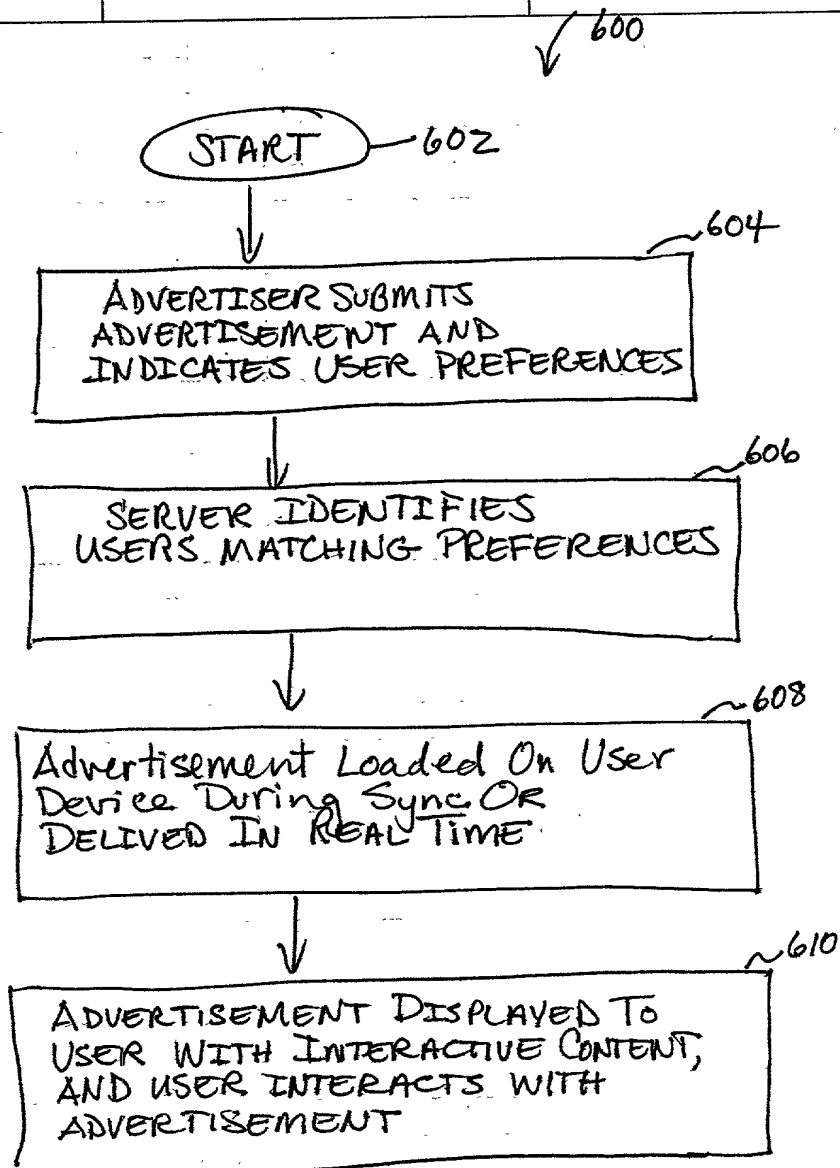 600
START 602
604
ADVERTISER SUBMITS
ADVERTISEMENT AND
INDICATES USER PREFERENCES
606
SERVER IDENTIFIES
USERS MATCHING PREFERENCES
608
Advertisement Loaded On User
Device During Sync OR
DELIVED IN REAL TIME
610
ADVERTISEMENT DISPLAYED TO
USER WITH INTERACTIVE CONTENT,
AND USER INTERACTS WITH
ADVERTISEMENT